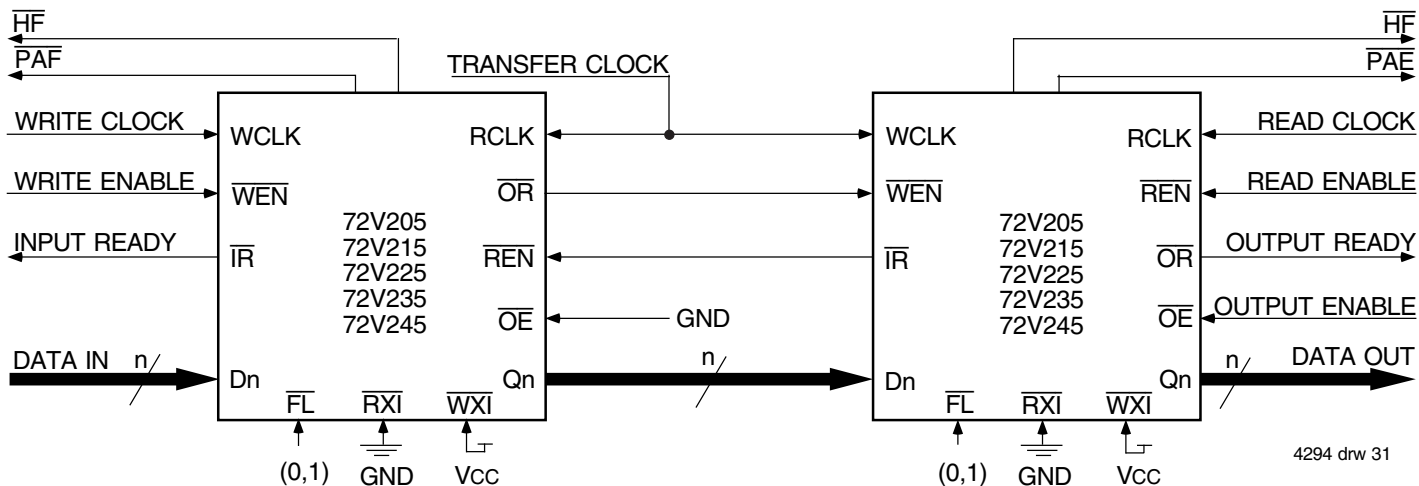 HF HF
PAF TRANSFER CLOCK PAE
WRITE CLOCK WCLK RCLK WCLK RCLK READ CLOCK
WRITE ENABLE WEN OR WEN REN READ ENABLE
72V205 72V205
INPUT READY IR 72V215 REN IR 72V215 OR OUTPUT READY
72V225 72V225
72V235 72V235
72V245 OE GND 72V245 OE OUTPUT ENABLE
DATA IN n Dn Qn n Dn Qn n DATA OUT
FL RXI WXI FL RXI WXI
(0,1) GND VCC (0,1) GND VCC
4294 drw 31